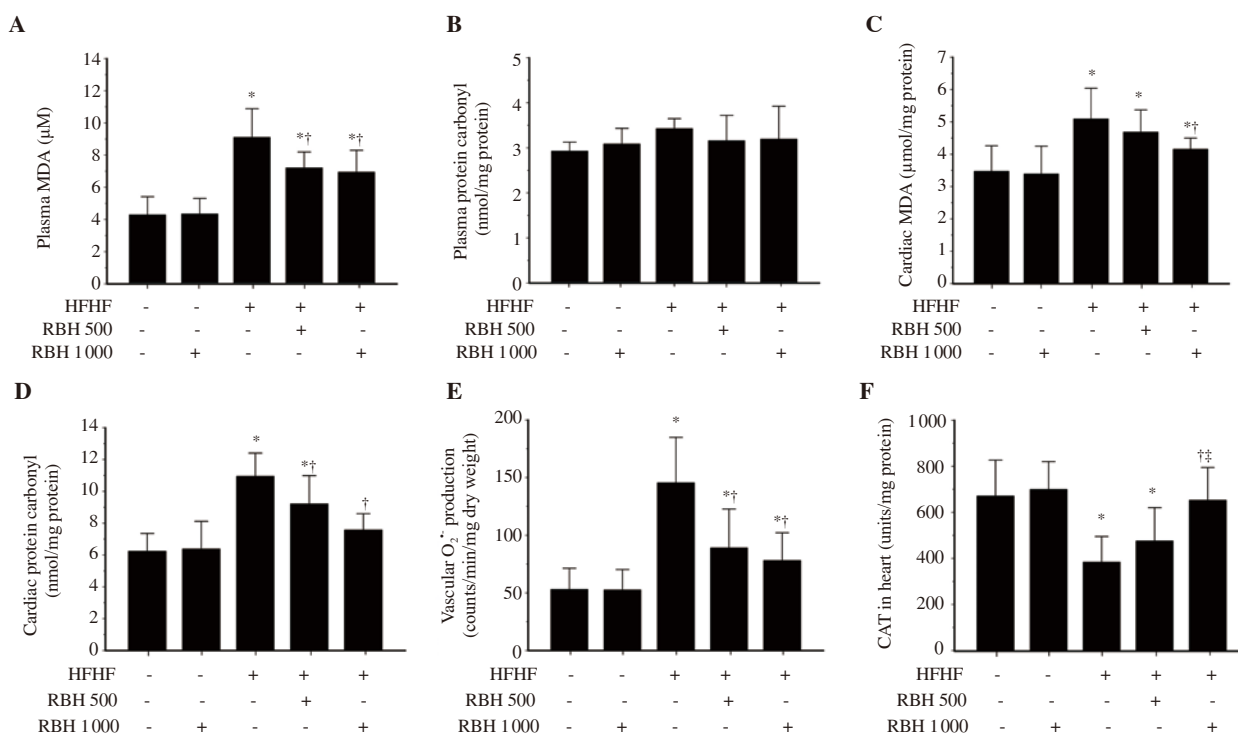 A
Plasma MDA (μM)
14
12
10
8
6
4
2
0
*
*†
*†
HFHF - - + + +
RBH 500 - - - + -
RBH 1 000 - + - - +
B
Plasma protein carbonyl
(nmol/mg protein)
5
4
3
2
1
0
HFHF - - + + +
RBH 500 - - - + -
RBH 1 000 - + - - +
C
Cardiac MDA (μmol/mg protein)
7
6
5
4
3
2
1
0
*
*
*†
HFHF - - + + +
RBH 500 - - - + -
RBH 1 000 - + - - +
D
Cardiac protein carbonyl
(nmol/mg protein)
14
12
10
8
6
4
2
0
*
*†
†
HFHF - - + + +
RBH 500 - - - + -
RBH 1 000 - + - - +
E
Vascular O₂•- production
(counts/min/mg dry weight)
200
150
100
50
0
*
*†
*†
HFHF - - + + +
RBH 500 - - - + -
RBH 1 000 - + - - +
F
CAT in heart (units/mg protein)
1000
800
600
400
600
0
*
*
†‡
HFHF - - + + +
RBH 500 - - - + -
RBH 1 000 - + - - +